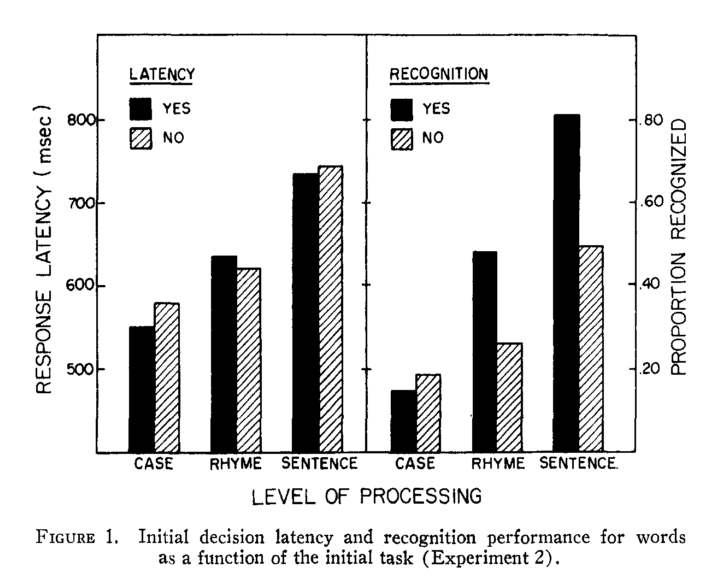 LATENCY
YES
NO
RECOGNITION
YES
NO
RESPONSE LATENCY (msec)
800
700
600
500
.80
.60
.40
.20
PROPORTION RECOGNIZED
CASE RHYME SENTENCE CASE RHYME SENTENCE.
LEVEL OF PROCESSING
FIGURE 1. Initial decision latency and recognition performance for words
as a function of the initial task (Experiment 2).